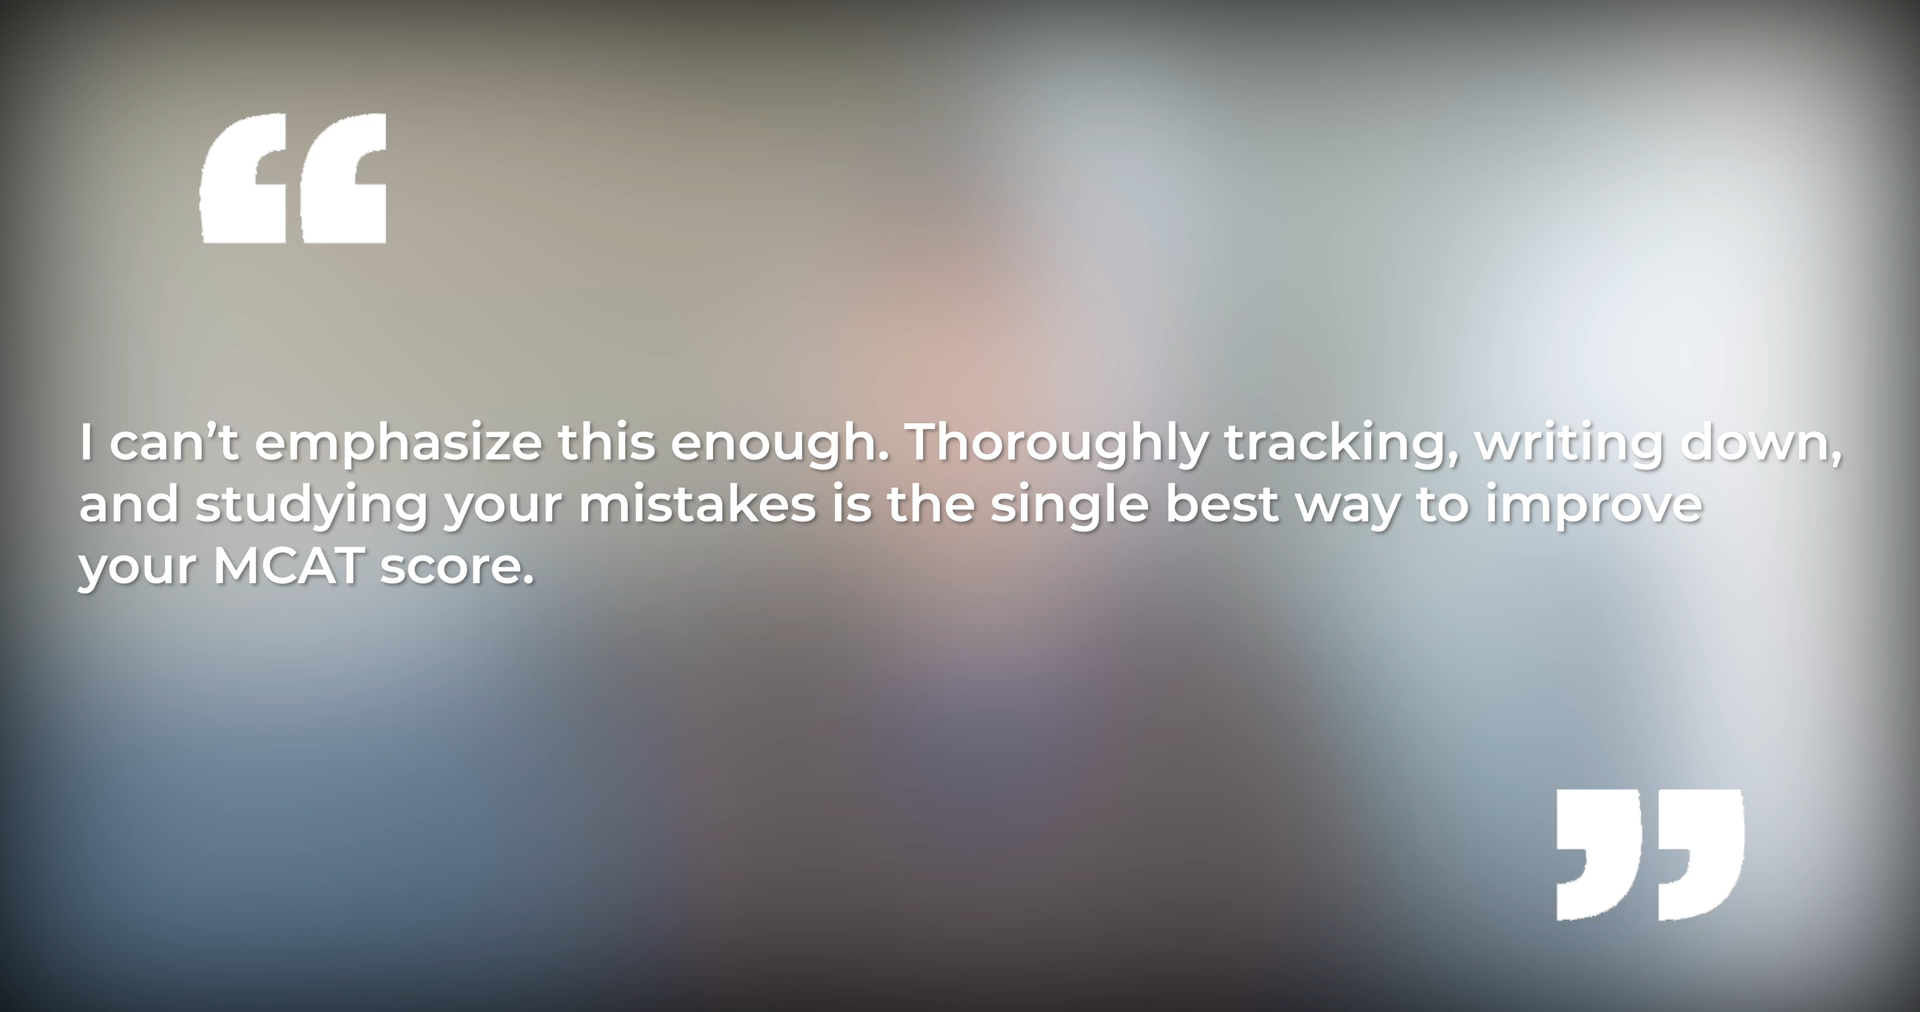 “
I can’t emphasize this enough. Thoroughly tracking, writing down,
and studying your mistakes is the single best way to improve
your MCAT score.
”